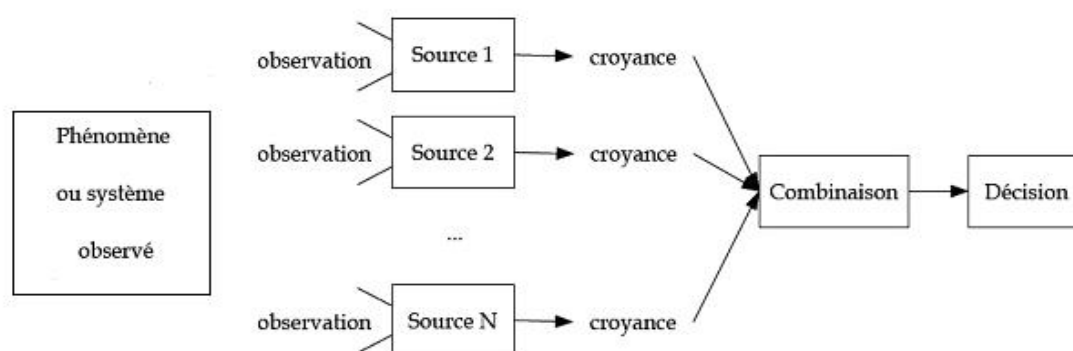 Phénomène
ou système
observé
observation
Source 1
croyance
observation
Source 2
croyance
...
observation
Source N
croyance
Combinaison
Décision